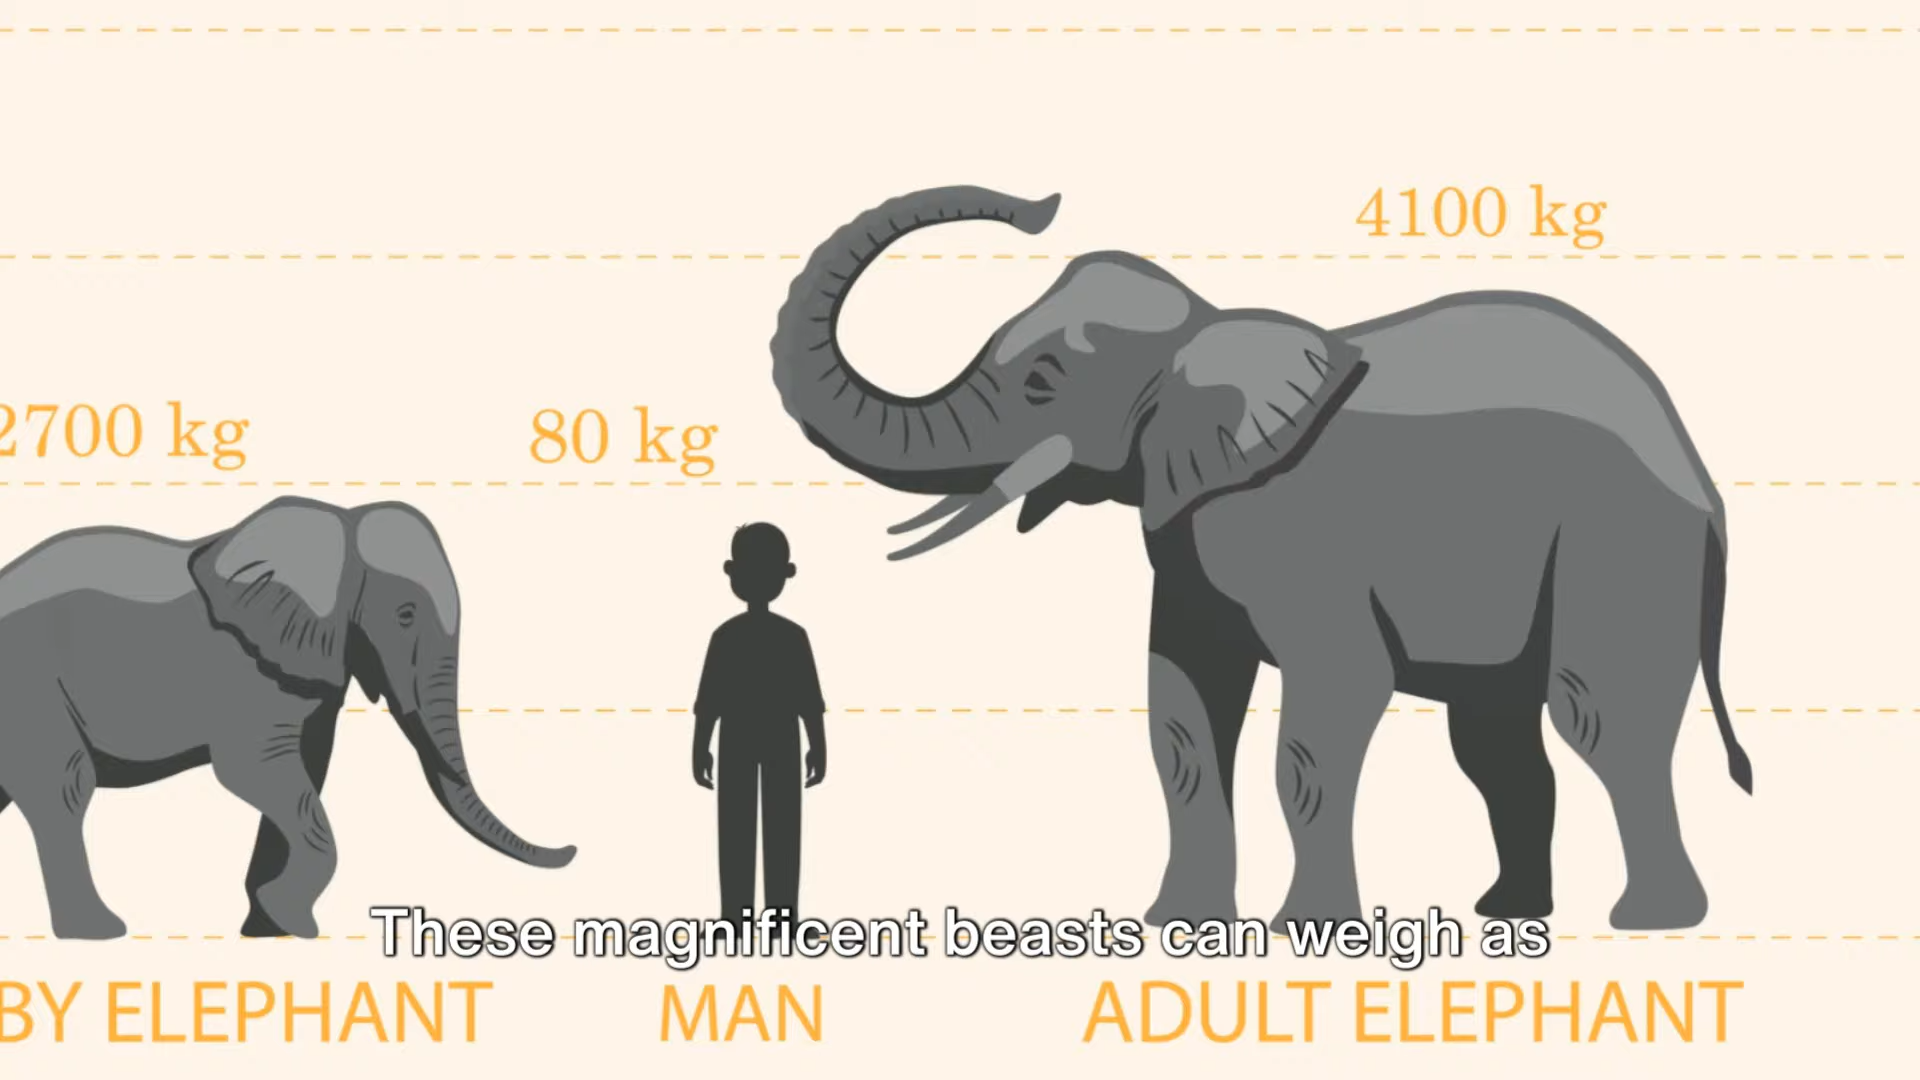 4100 kg
2700 kg
80 kg
These magnificent beasts can weigh as
BY ELEPHANT
MAN
ADULT ELEPHANT